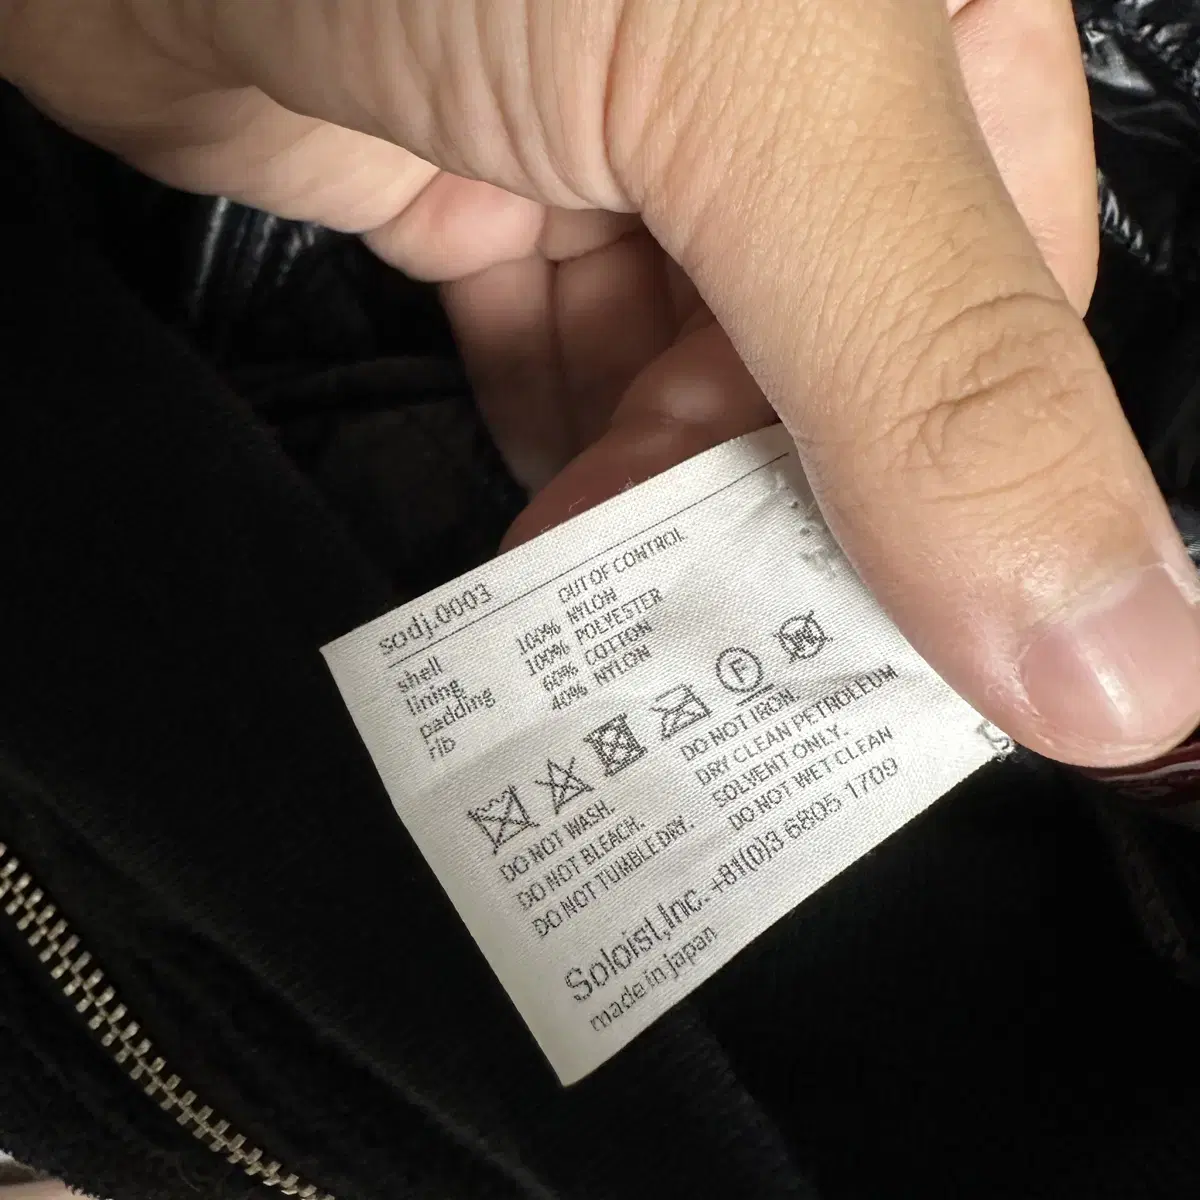 sodj.0003
shell OUT OF CONTROL
lining 100% NYLON
padding 100% POLYESTER
rib 60% COTTON
40% NYLON
F
W
DO NOT WASH.
DO NOT BLEACH.
DO NOT TUMBLE DRY.
DO NOT IRON.
DRY CLEAN PETROLEUM
SOLVENT ONLY.
DO NOT WET CLEAN
Soloist,Inc. +81(0)3 6805 1709
made in japan